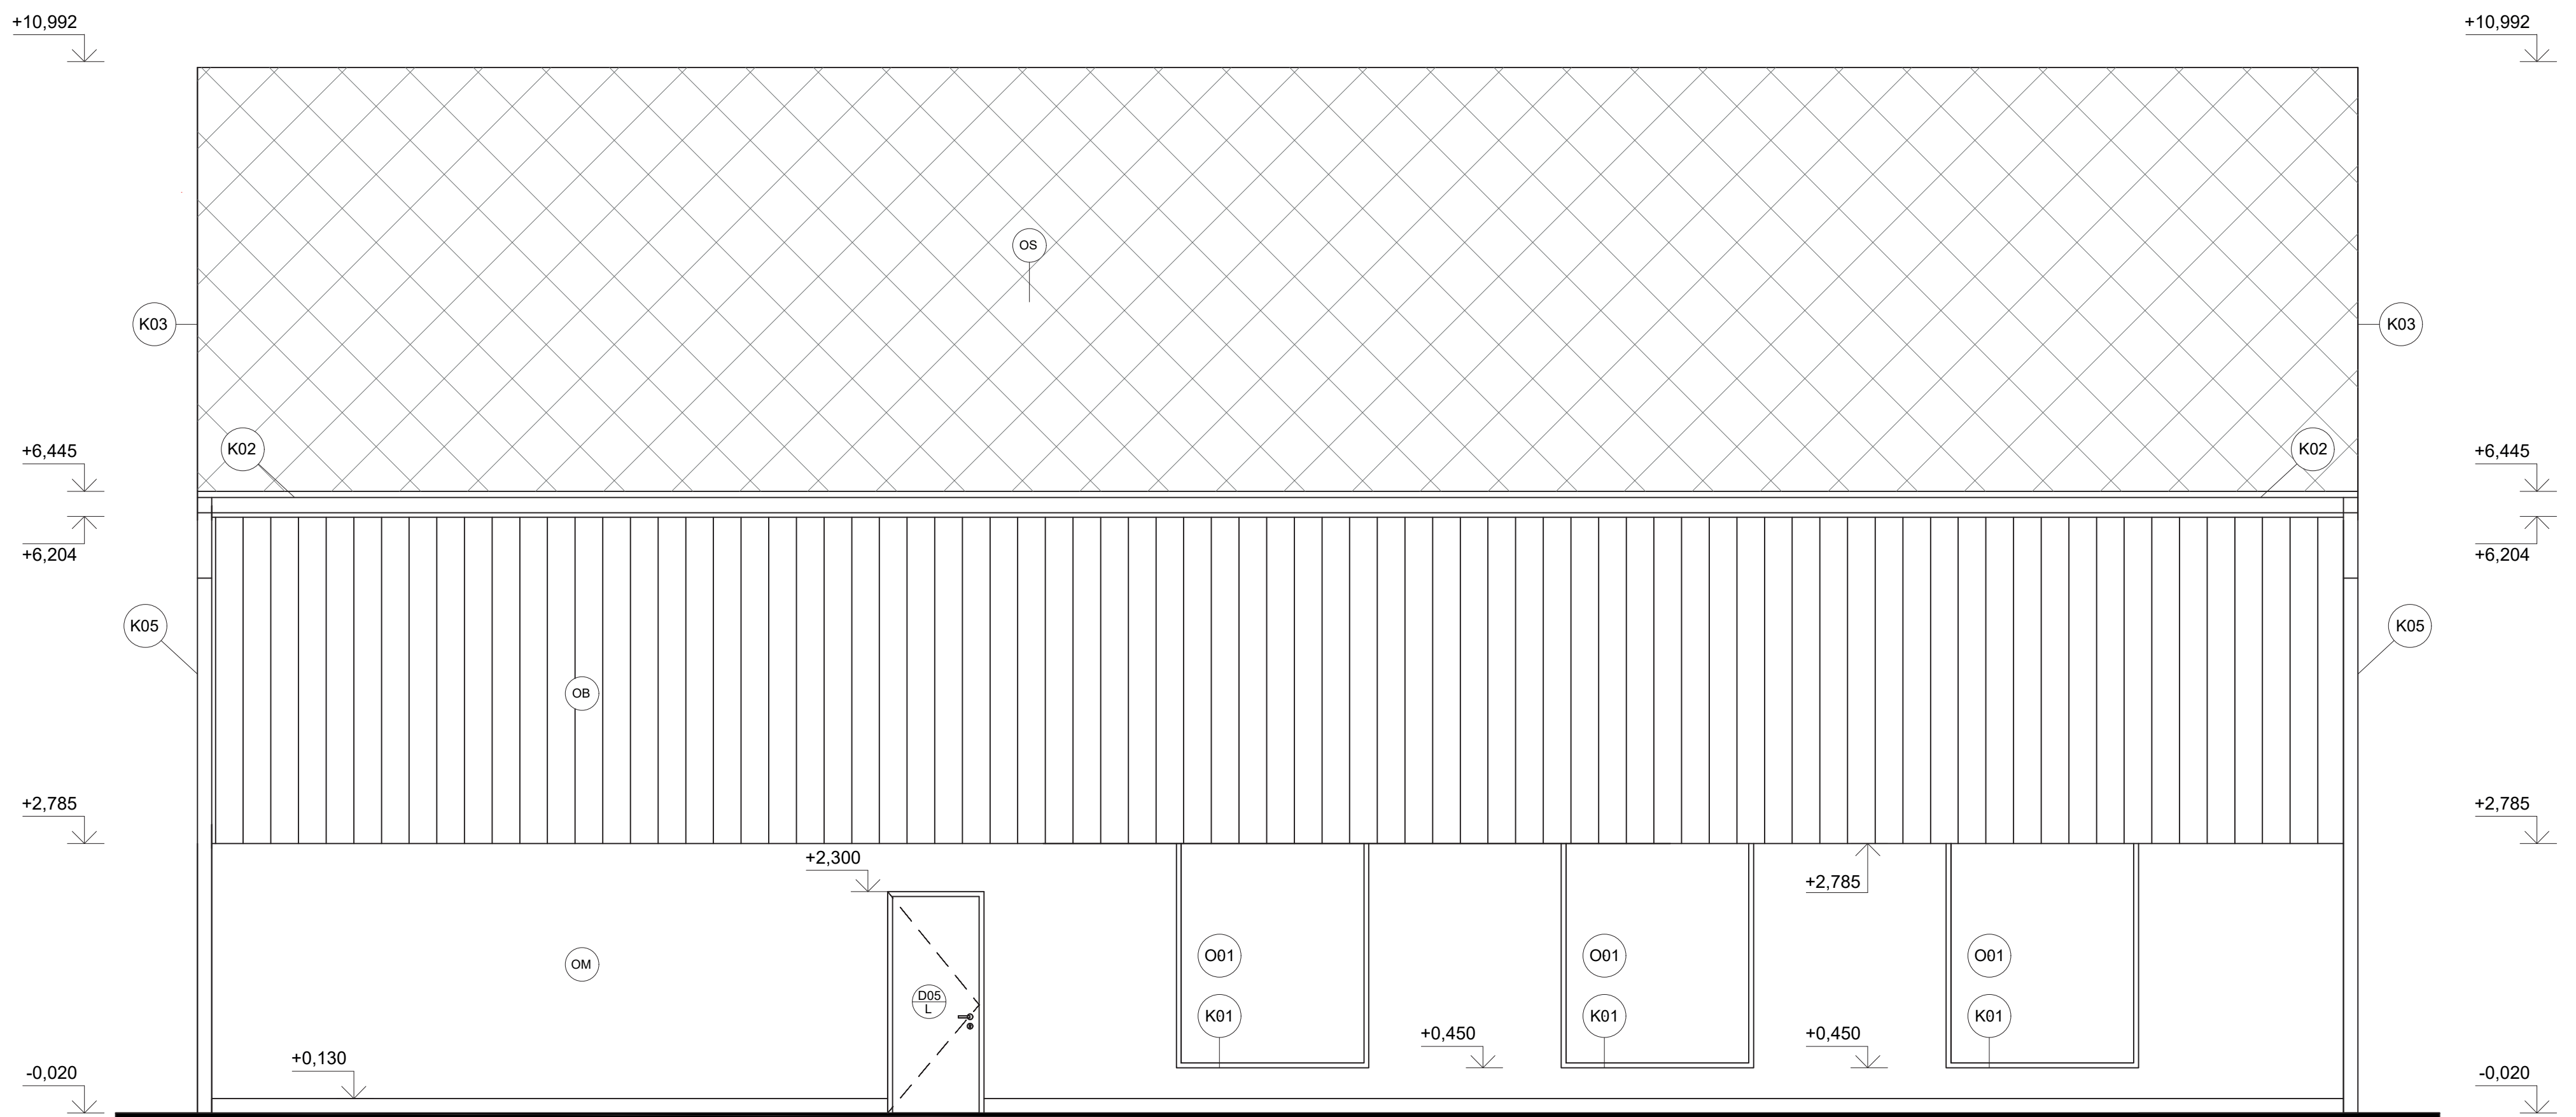 +10,992 +10,992
OS
K03 K03
+6,445 K02 K02 +6,445
+6,204 +6,204
K05 K05
OB
+2,785 +2,785
+2,300
+2,785
OM O01 O01 O01
D05
L
K01 K01 K01
+0,450 +0,450
+0,130
-0,020 -0,020